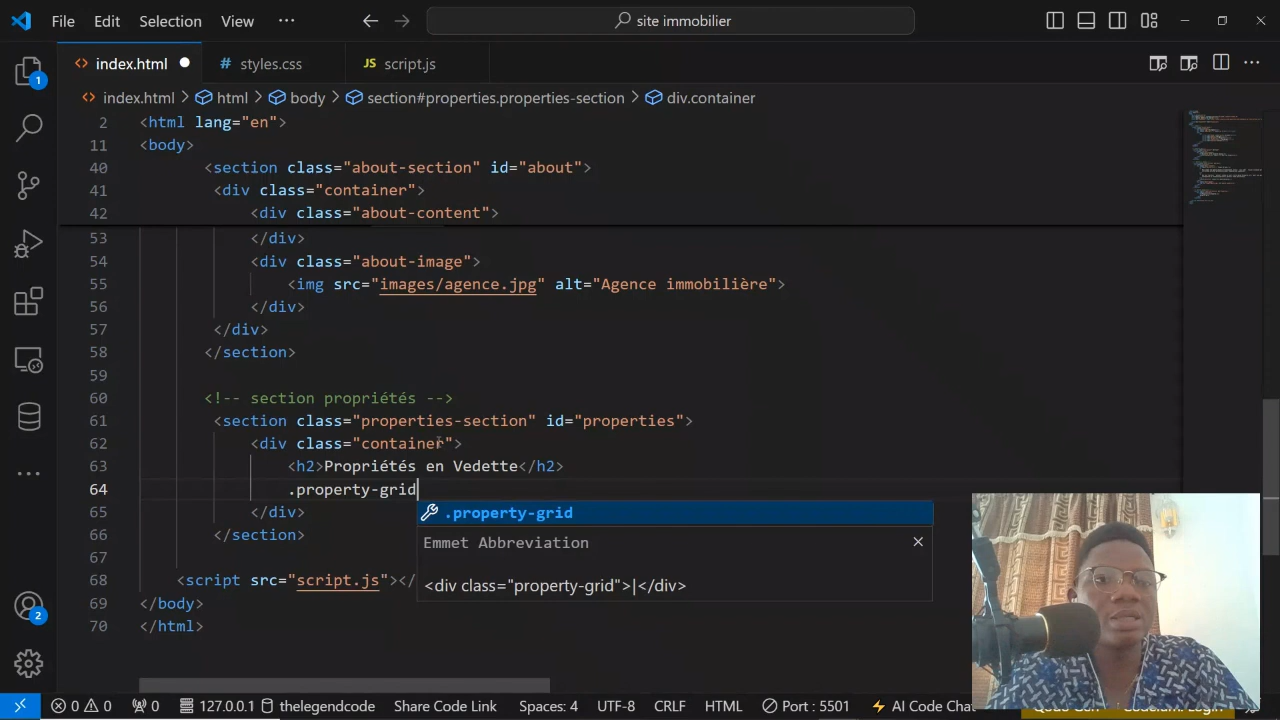 File Edit Selection View ··· site immobilier
index.html styles.css JS script.js
index.html > html > body > section#properties.properties-section > div.container
2 <html lang="en">
11 <body>
40 <section class="about-section" id="about">
41 <div class="container">
42 <div class="about-content">
53 </div>
54 <div class="about-image">
55 <img src="images/agence.jpg" alt="Agence immobilière">
56 </div>
57 </div>
58 </section>
59
60 <!-- section propriétés -->
61 <section class="properties-section" id="properties">
62 <div class="container">
63 <h2>Propriétés en Vedette</h2>
64 .property-grid
.property-grid
Emmet Abbreviation
<div class="property-grid">|</div>
65 </div>
66 </section>
67
68 <script src="script.js"></
69 </body>
70 </html>
1
2
0 0 0 127.0.0.1 thelegendcode Share Code Link Spaces: 4 UTF-8 CRLF HTML Port : 5501 AI Code Chat